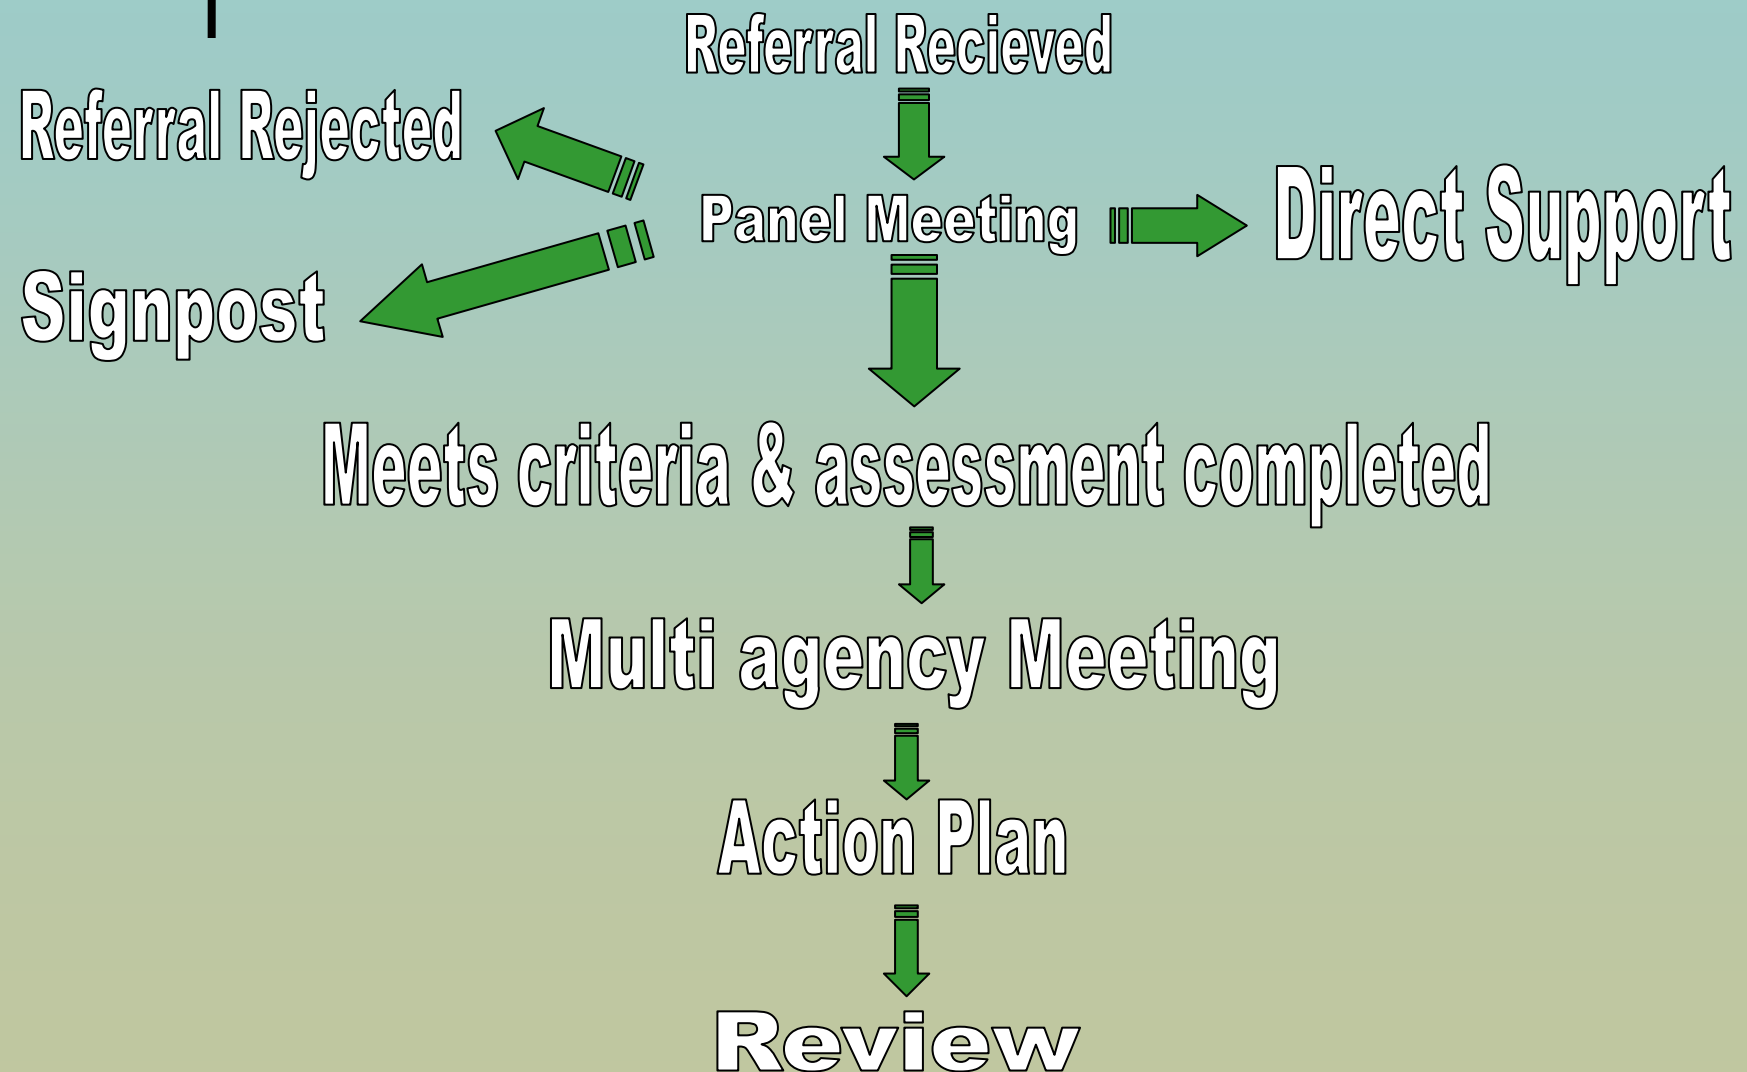 Referral Recieved
Referral Rejected
Panel Meeting
Direct Support
Signpost
Meets criteria & assessment completed
Multi agency Meeting
Action Plan
Review